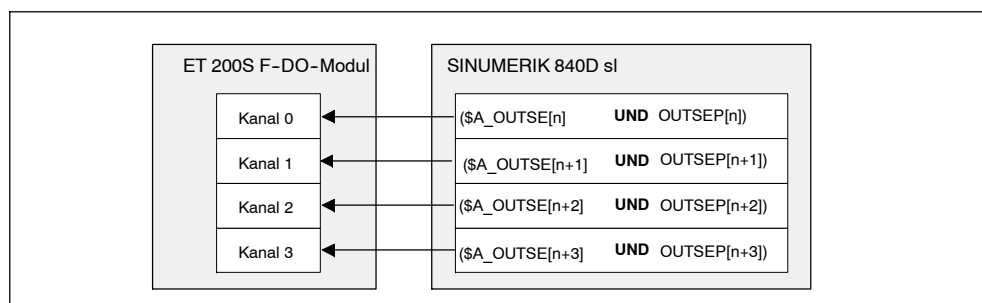 ET 200S F-DO-Modul
SINUMERIK 840D sl
Kanal 0
($A_OUTSE[n] UND OUTSEP[n])
Kanal 1
($A_OUTSE[n+1] UND OUTSEP[n+1])
Kanal 2
($A_OUTSE[n+2] UND OUTSEP[n+2])
Kanal 3
($A_OUTSE[n+3] UND OUTSEP[n+3])